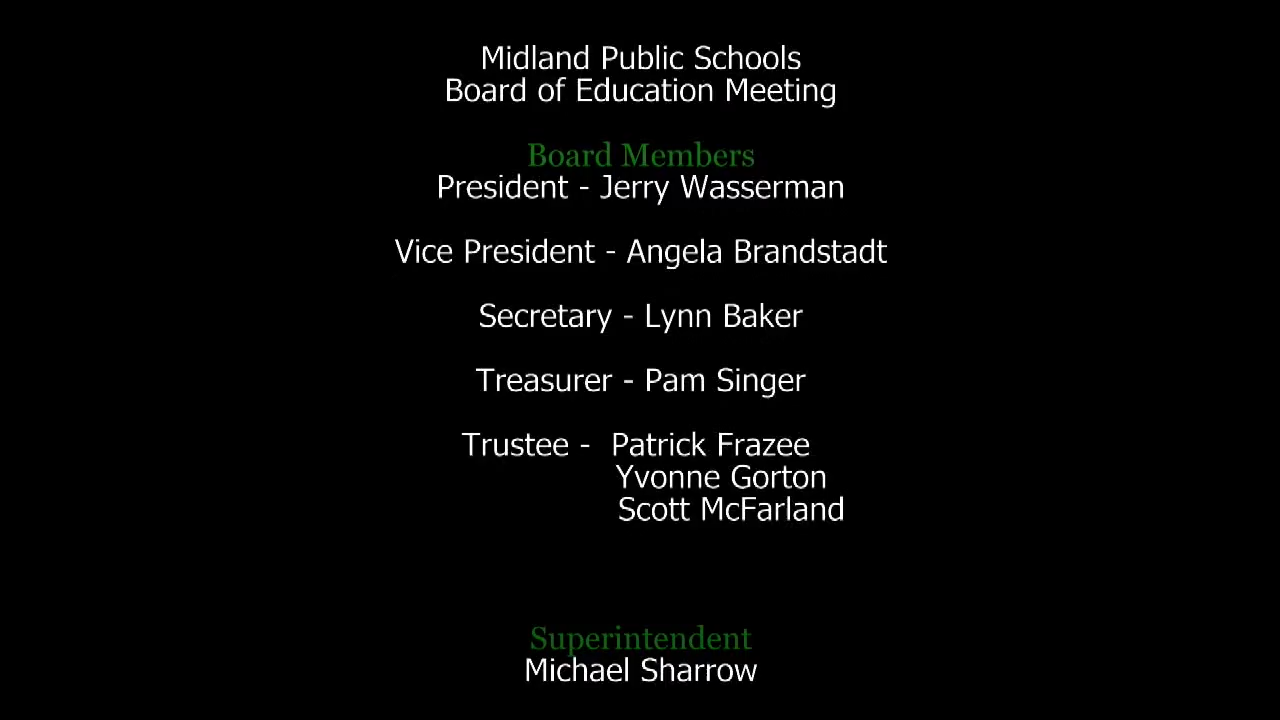 Midland Public Schools
Board of Education Meeting
Board Members
President - Jerry Wasserman
Vice President - Angela Brandstadt
Secretary - Lynn Baker
Treasurer - Pam Singer
Trustee - Patrick Frazee
Yvonne Gorton
Scott McFarland
Superintendent
Michael Sharrow